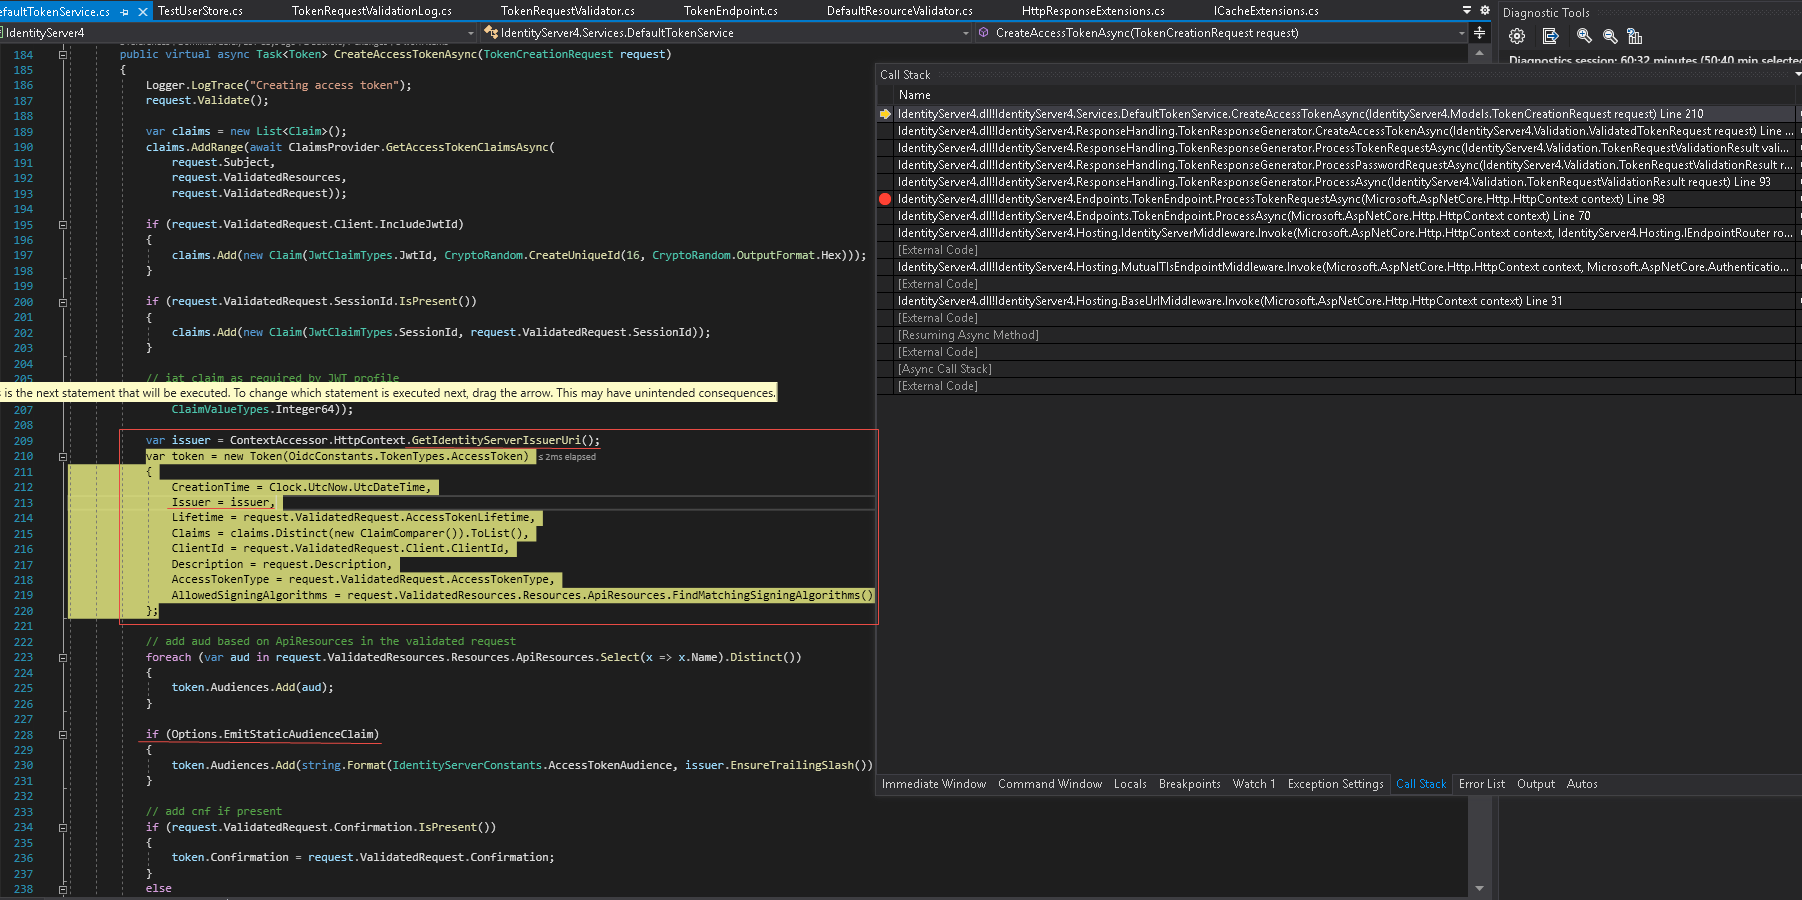 efaultTokenService.cs
TestUserStore.cs
TokenRequestValidationLog.cs
TokenRequestValidator.cs
TokenEndpoint.cs
DefaultResourceValidator.cs
HttpResponseExtensions.cs
ICacheExtensions.cs
IdentityServer4
IdentityServer4.Services.DefaultTokenService
CreateAccessTokenAsync(TokenCreationRequest request)
184 public virtual async Task<Token> CreateAccessTokenAsync(TokenCreationRequest request)
185 {
186 Logger.LogTrace("Creating access token");
187 request.Validate();
188
189 var claims = new List<Claim>();
190 claims.AddRange(await ClaimsProvider.GetAccessTokenClaimsAsync(
191 request.Subject,
192 request.ValidatedResources,
193 request.ValidatedRequest));
194
195 if (request.ValidatedRequest.Client.IncludeJwtId)
196 {
197 claims.Add(new Claim(JwtClaimTypes.JwtId, CryptoRandom.CreateUniqueId(16, CryptoRandom.OutputFormat.Hex)));
198 }
199
200 if (request.ValidatedRequest.SessionId.IsPresent())
201 {
202 claims.Add(new Claim(JwtClaimTypes.SessionId, request.ValidatedRequest.SessionId));
203 }
204
205 // iat claim as required by JWT profile
s is the next statement that will be executed. To change which statement is executed next, drag the arrow. This may have unintended consequences.
207 ClaimValueTypes.Integer64));
208
209 var issuer = ContextAccessor.HttpContext.GetIdentityServerIssuerUri();
210 var token = new Token(OidcConstants.TokenTypes.AccessToken) ≤ 2ms elapsed
211 {
212 CreationTime = Clock.UtcNow.UtcDateTime,
213 Issuer = issuer,
214 Lifetime = request.ValidatedRequest.AccessTokenLifetime,
215 Claims = claims.Distinct(new ClaimComparer()).ToList(),
216 ClientId = request.ValidatedRequest.Client.ClientId,
217 Description = request.Description,
218 AccessTokenType = request.ValidatedRequest.AccessTokenType,
219 AllowedSigningAlgorithms = request.ValidatedResources.Resources.ApiResources.FindMatchingSigningAlgorithms()
220 };
221
222 // add aud based on ApiResources in the validated request
223 foreach (var aud in request.ValidatedResources.Resources.ApiResources.Select(x => x.Name).Distinct())
224 {
225 token.Audiences.Add(aud);
226 }
227
228 if (Options.EmitStaticAudienceClaim)
229 {
230 token.Audiences.Add(string.Format(IdentityServerConstants.AccessTokenAudience, issuer.EnsureTrailingSlash())
231 }
232
233 // add cnf if present
234 if (request.ValidatedRequest.Confirmation.IsPresent())
235 {
236 token.Confirmation = request.ValidatedRequest.Confirmation;
237 }
238 else
Call Stack
Name
IdentityServer4.dll!IdentityServer4.Services.DefaultTokenService.CreateAccessTokenAsync(IdentityServer4.Models.TokenCreationRequest request) Line 210
IdentityServer4.dll!IdentityServer4.ResponseHandling.TokenResponseGenerator.CreateAccessTokenAsync(IdentityServer4.Validation.ValidatedTokenRequest request) Line ...
IdentityServer4.dll!IdentityServer4.ResponseHandling.TokenResponseGenerator.ProcessTokenRequestAsync(IdentityServer4.Validation.TokenRequestValidationResult vali...
IdentityServer4.dll!IdentityServer4.ResponseHandling.TokenResponseGenerator.ProcessPasswordRequestAsync(IdentityServer4.Validation.TokenRequestValidationResult r...
IdentityServer4.dll!IdentityServer4.ResponseHandling.TokenResponseGenerator.ProcessAsync(IdentityServer4.Validation.TokenRequestValidationResult request) Line 93
IdentityServer4.dll!IdentityServer4.Endpoints.TokenEndpoint.ProcessTokenRequestAsync(Microsoft.AspNetCore.Http.HttpContext context) Line 98
IdentityServer4.dll!IdentityServer4.Endpoints.TokenEndpoint.ProcessAsync(Microsoft.AspNetCore.Http.HttpContext context) Line 70
IdentityServer4.dll!IdentityServer4.Hosting.IdentityServerMiddleware.Invoke(Microsoft.AspNetCore.Http.HttpContext context, IdentityServer4.Hosting.IEndpointRouter ro...
[External Code]
IdentityServer4.dll!IdentityServer4.Hosting.MutualTlsEndpointMiddleware.Invoke(Microsoft.AspNetCore.Http.HttpContext context, Microsoft.AspNetCore.Authenticatio...
[External Code]
IdentityServer4.dll!IdentityServer4.Hosting.BaseUrlMiddleware.Invoke(Microsoft.AspNetCore.Http.HttpContext context) Line 31
[External Code]
[Resuming Async Method]
[External Code]
[Async Call Stack]
[External Code]
Immediate Window
Command Window
Locals
Breakpoints
Watch 1
Exception Settings
Call Stack
Error List
Output
Autos
Diagnostic Tools
Diagnostics session: 60:32 minutes (50:40 min selected